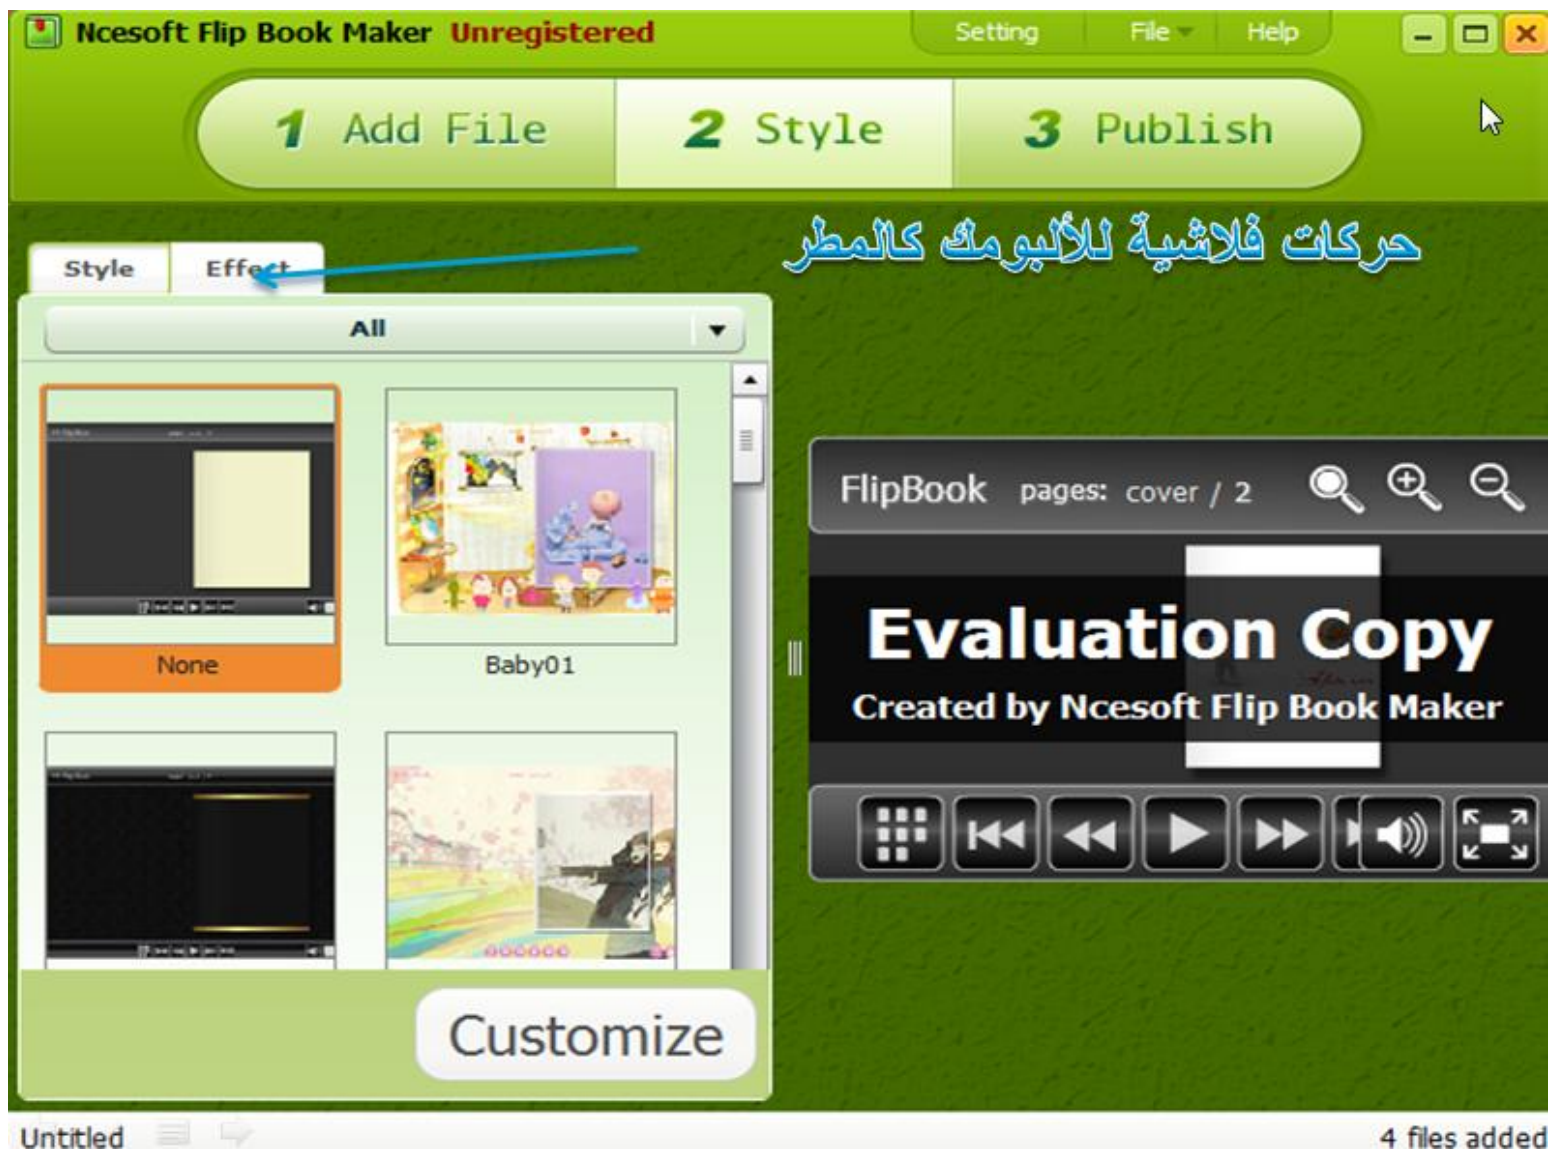 Ncesoft Flip Book Maker Unregistered
Setting File Help
1 Add File
2 Style
3 Publish
حركات فلاشية للألبومك كالمطر
Style Effect
All
None
Baby01
Customize
FlipBook pages: cover / 2
Evaluation Copy
Created by Ncesoft Flip Book Maker
Untitled
4 files added